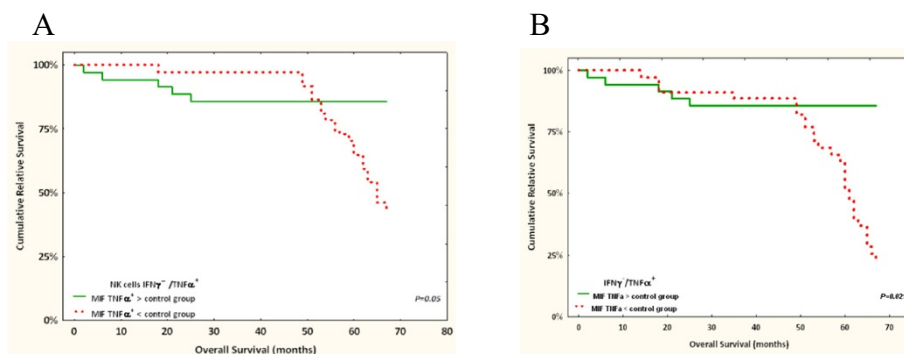 A
B
100%
75%
50%
25%
0%
Cumulative Relative Survival
NK cells IFNγ⁻ /TNFα⁺
MIF TNFα⁺ > control group
MIF TNFα⁺ < control group
P=0.05
0 10 20 30 40 50 60 70 80
Overall Survival (months)
100%
75%
50%
25%
0%
Cumulative Relative Survival
IFNγ⁻/TNFα⁺
MIF TNFa > control group
MIF TNFa < control group
0 10 20 30 40 50 60 70
Overall Survival (months)